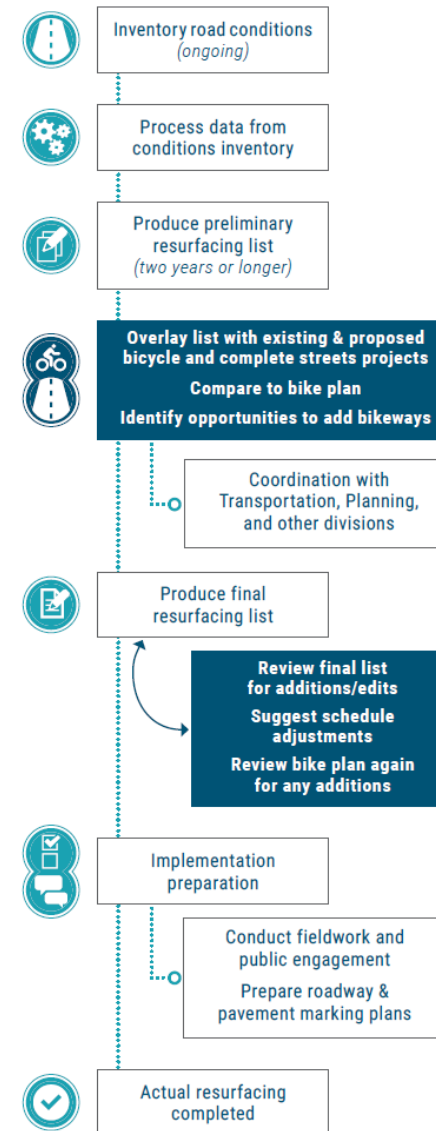 Inventory road conditions
(ongoing)
Process data from
conditions inventory
Produce preliminary
resurfacing list
(two years or longer)
Overlay list with existing & proposed
bicycle and complete streets projects
Compare to bike plan
Identify opportunities to add bikeways
Coordination with
Transportation, Planning,
and other divisions
Produce final
resurfacing list
Review final list
for additions/edits
Suggest schedule
adjustments
Review bike plan again
for any additions
Implementation
preparation
Conduct fieldwork and
public engagement
Prepare roadway &
pavement marking plans
Actual resurfacing
completed